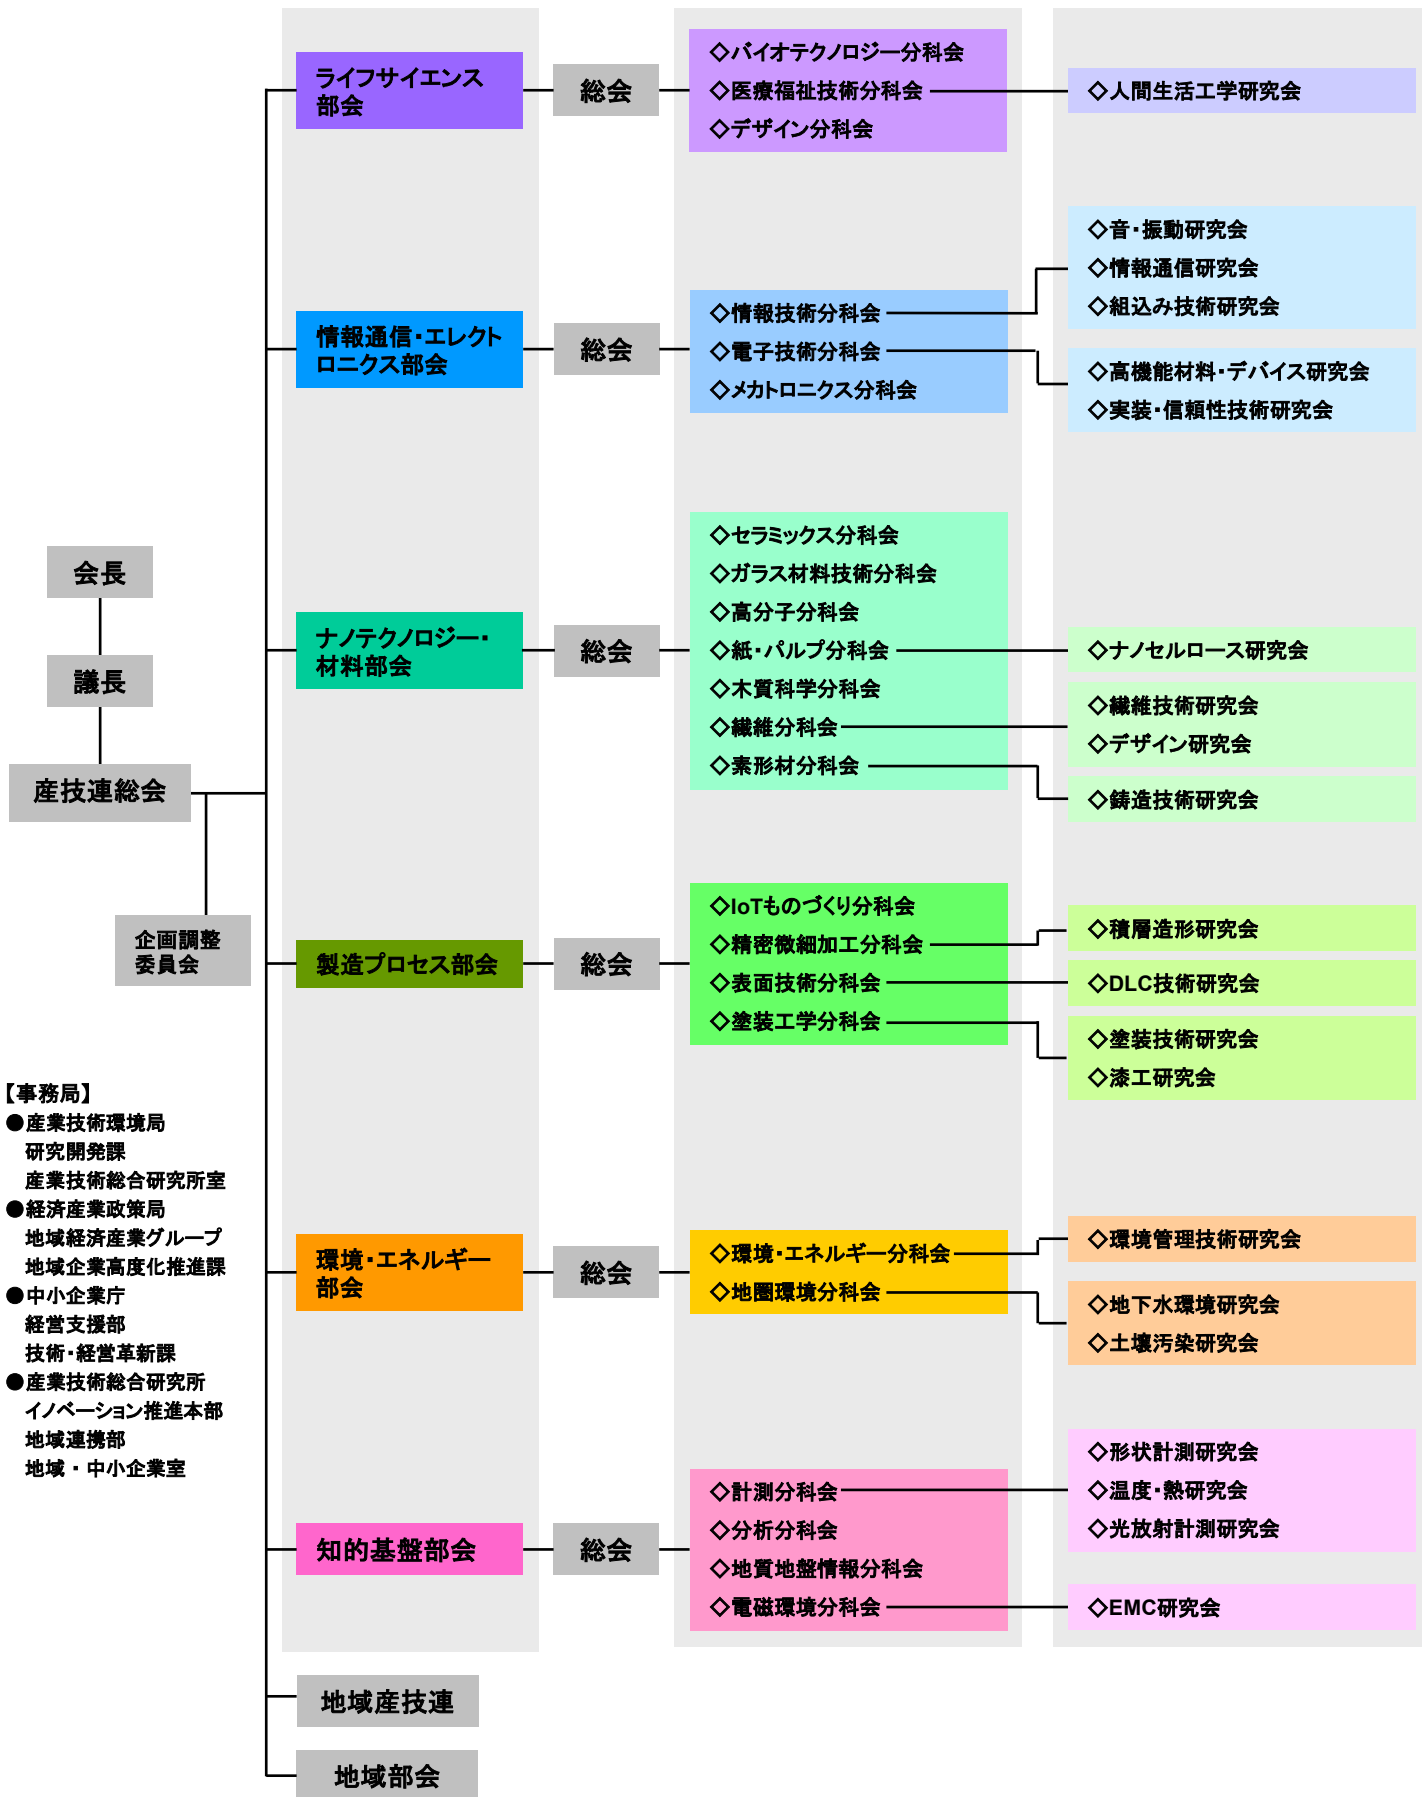 会長
議長
産技連総会
企画調整
委員会
【事務局】
●産業技術環境局
研究開発課
産業技術総合研究所室
●経済産業政策局
地域経済産業グループ
地域企業高度化推進課
●中小企業庁
経営支援部
技術・経営革新課
●産業技術総合研究所
イノベーション推進本部
地域連携部
地域・中小企業室
ライフサイエンス
部会
総会
◇バイオテクノロジー分科会
◇医療福祉技術分科会
◇デザイン分科会
◇人間生活工学研究会
情報通信・エレクト
ロニクス部会
総会
◇情報技術分科会
◇電子技術分科会
◇メカトロニクス分科会
◇音・振動研究会
◇情報通信研究会
◇組込み技術研究会
◇高機能材料・デバイス研究会
◇実装・信頼性技術研究会
ナノテクノロジー・
材料部会
総会
◇セラミックス分科会
◇ガラス材料技術分科会
◇高分子分科会
◇紙・パルプ分科会
◇木質科学分科会
◇繊維分科会
◇素形材分科会
◇ナノセルロース研究会
◇繊維技術研究会
◇デザイン研究会
◇鋳造技術研究会
製造プロセス部会
総会
◇IoTものづくり分科会
◇精密微細加工分科会
◇表面技術分科会
◇塗装工学分科会
◇積層造形研究会
◇DLC技術研究会
◇塗装技術研究会
◇漆工研究会
環境・エネルギー
部会
総会
◇環境・エネルギー分科会
◇地圏環境分科会
◇環境管理技術研究会
◇地下水環境研究会
◇土壌汚染研究会
知的基盤部会
総会
◇計測分科会
◇分析分科会
◇地質地盤情報分科会
◇電磁環境分科会
◇形状計測研究会
◇温度・熱研究会
◇光放射計測研究会
◇EMC研究会
地域産技連
地域部会